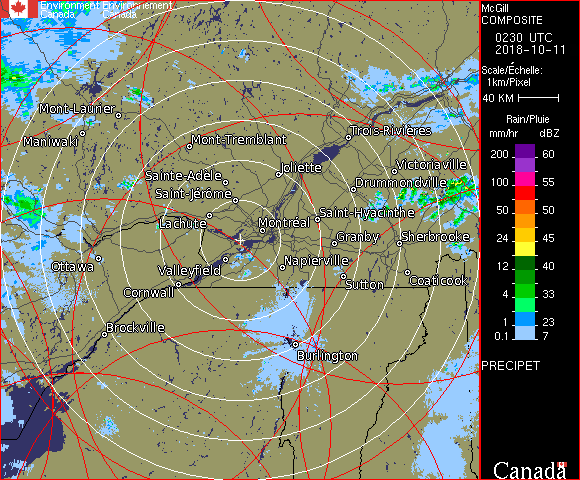 Environment Environnement
Canada Canada
Mont-Laurier
Maniwaki
Mont-Tremblant
Trois-Rivières
Joliette
Victoriaville
Sainte-Adèle
Drummondville
Saint-Jérôme
Lachute
Saint-Hyacinthe
Montréal
Granby
Sherbrooke
Ottawa
Valleyfield
Napierville
Cornwall
Sutton
Coaticook
Brockville
Burlington
McGill
COMPOSITE
0230 UTC
2018-10-11
Scale/Échelle:
1km/Pixel
40 KM
Rain/Pluie
mm/hr dBZ
200 60
100 55
50 50
24 45
12 40
4 33
1 23
0.1 7
PRECIPET
Canada